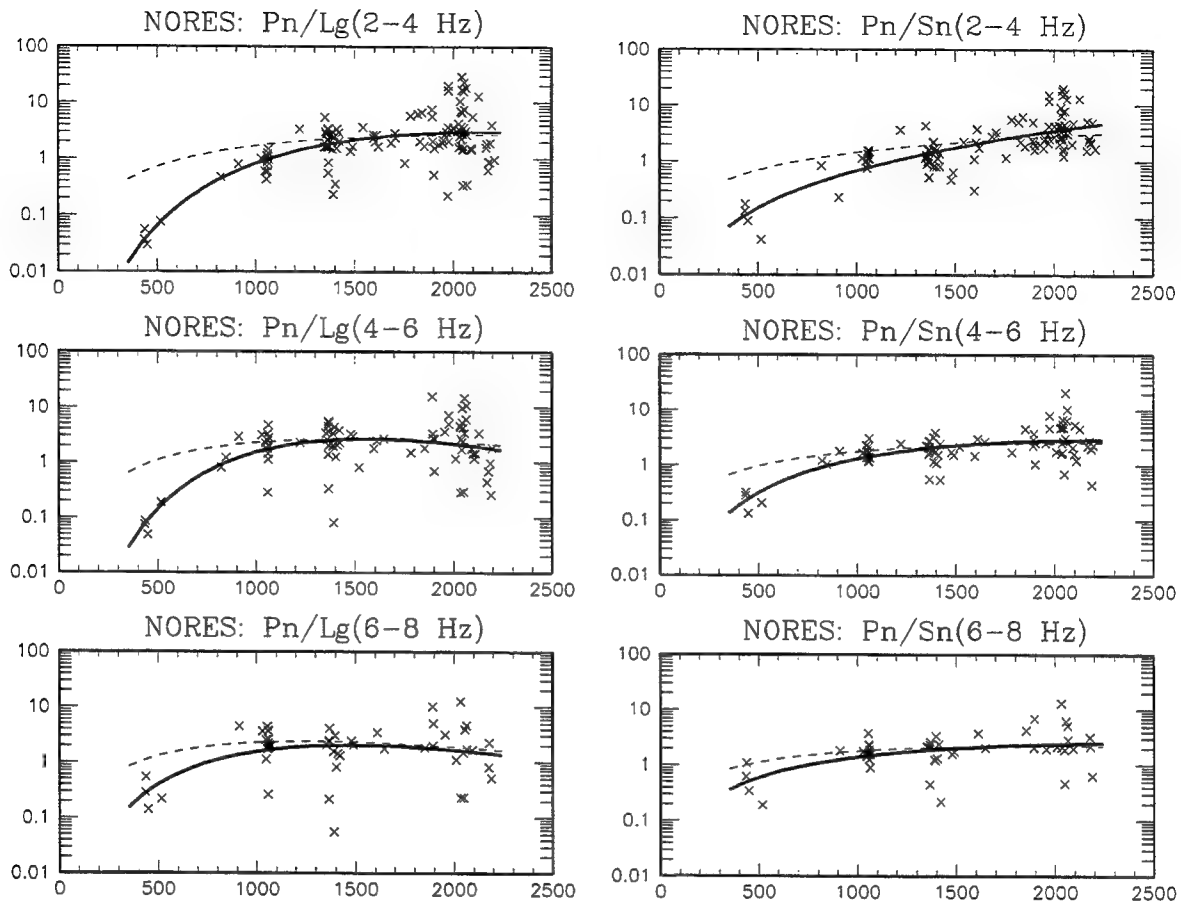 NORES: Pn/Lg(2-4 Hz)
100
10
1
0.1
0.01
0 500 1000 1500 2000 2500
NORES: Pn/Sn(2-4 Hz)
100
10
1
0.1
0.01
0 500 1000 1500 2000 2500
NORES: Pn/Lg(4-6 Hz)
100
10
1
0.1
0.01
0 500 1000 1500 2000 2500
NORES: Pn/Sn(4-6 Hz)
100
10
1
0.1
0.01
0 500 1000 1500 2000 2500
NORES: Pn/Lg(6-8 Hz)
100
10
1
0.1
0.01
0 500 1000 1500 2000 2500
NORES: Pn/Sn(6-8 Hz)
100
10
1
0.1
0.01
0 500 1000 1500 2000 2500